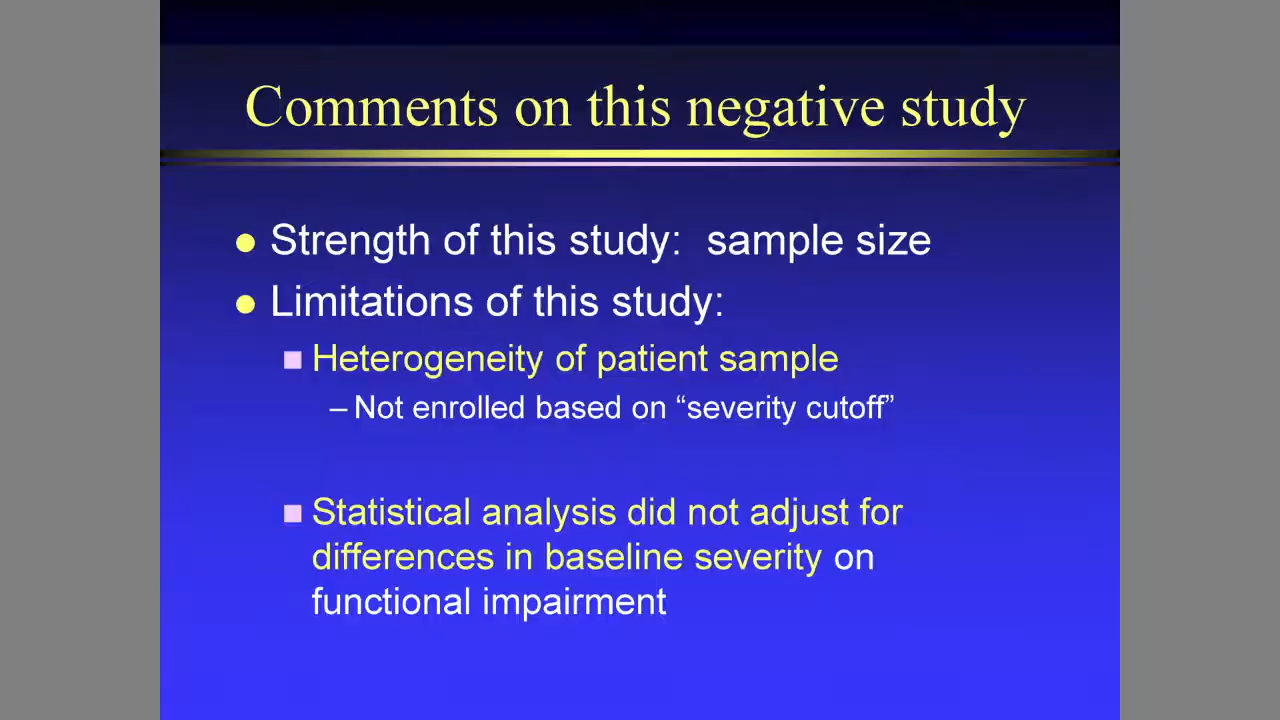 Comments on this negative study
Strength of this study:  sample size
Limitations of this study:
Heterogeneity of patient sample
– Not enrolled based on “severity cutoff”
Statistical analysis did not adjust for
differences in baseline severity on
functional impairment